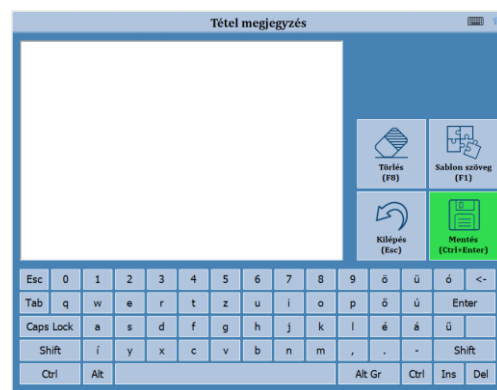 Tétel megjegyzés
Törlés
(F8)
Sablon szöveg
(F1)
Kilépés
(Esc)
Mentés
(Ctrl+Enter)
Esc 0 1 2 3 4 5 6 7 8 9 ö ü ó <-
Tab q w e r t z u i o p ő ú Enter
Caps Lock a s d f g h j k l é á ű
Shift í y x c v b n m , . - Shift
Ctrl Alt Alt Gr Ctrl Ins Del